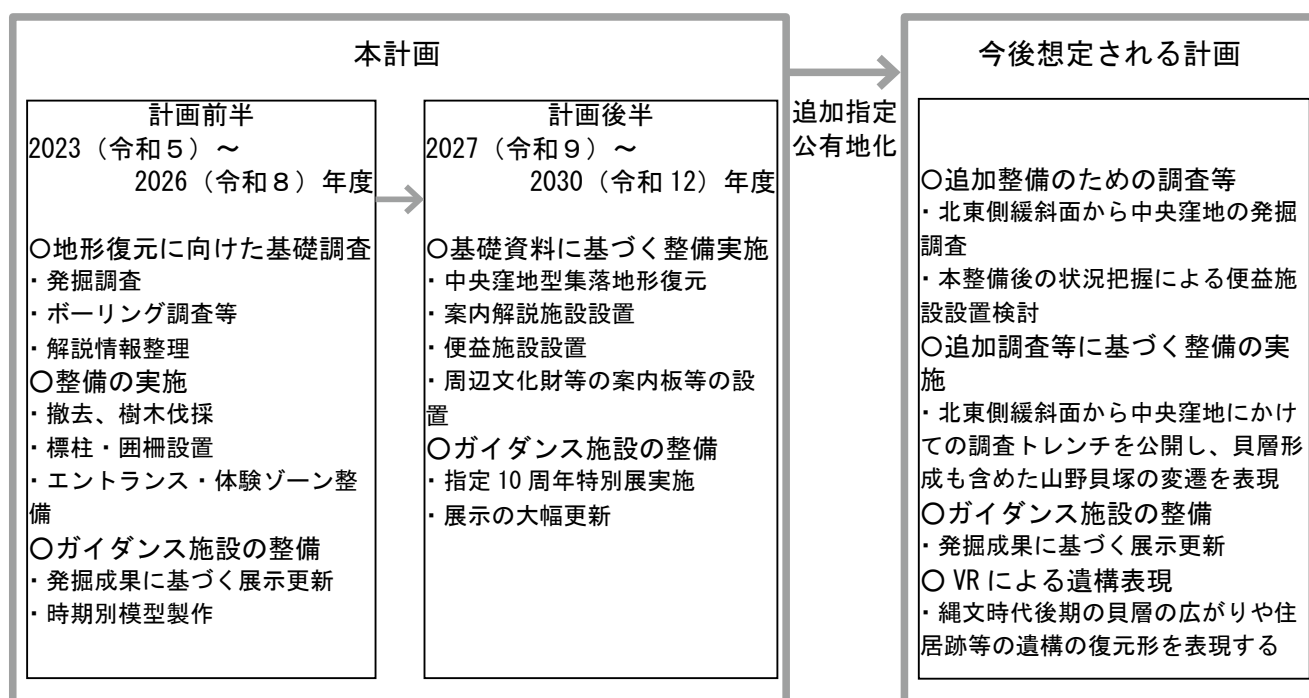 本計画
計画前半
2023（令和５）～
2026（令和８）年度
〇地形復元に向けた基礎調査
・発掘調査
・ボーリング調査等
・解説情報整理
〇整備の実施
・撤去、樹木伐採
・標柱・囲柵設置
・エントランス・体験ゾーン整
備
〇ガイダンス施設の整備
・発掘成果に基づく展示更新
・時期別模型製作
計画後半
2027（令和９）～
2030（令和 12）年度
〇基礎資料に基づく整備実施
・中央窪地型集落地形復元
・案内解説施設設置
・便益施設設置
・周辺文化財等の案内板等の設
置
〇ガイダンス施設の整備
・指定 10 周年特別展実施
・展示の大幅更新
追加指定
公有地化
今後想定される計画
〇追加整備のための調査等
・北東側緩斜面から中央窪地の発掘
調査
・本整備後の状況把握による便益施
設設置検討
〇追加調査等に基づく整備の実
施
・北東側緩斜面から中央窪地にかけ
ての調査トレンチを公開し、貝層形
成も含めた山野貝塚の変遷を表現
〇ガイダンス施設の整備
・発掘成果に基づく展示更新
〇 VR による遺構表現
・縄文時代後期の貝層の広がりや住
居跡等の遺構の復元形を表現する